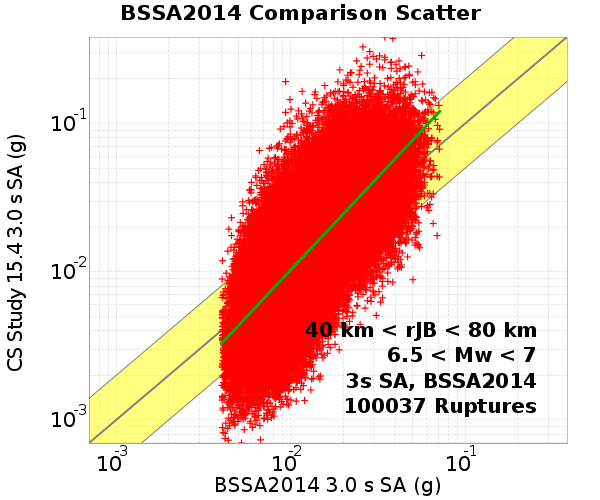 BSSA2014 Comparison Scatter
CS Study 15.4 3.0 s SA (g)
10^-1
10^-2
10^-3
40 km < rJB < 80 km
6.5 < Mw < 7
3s SA, BSSA2014
100037 Ruptures
10^-3 10^-2 10^-1
BSSA2014 3.0 s SA (g)